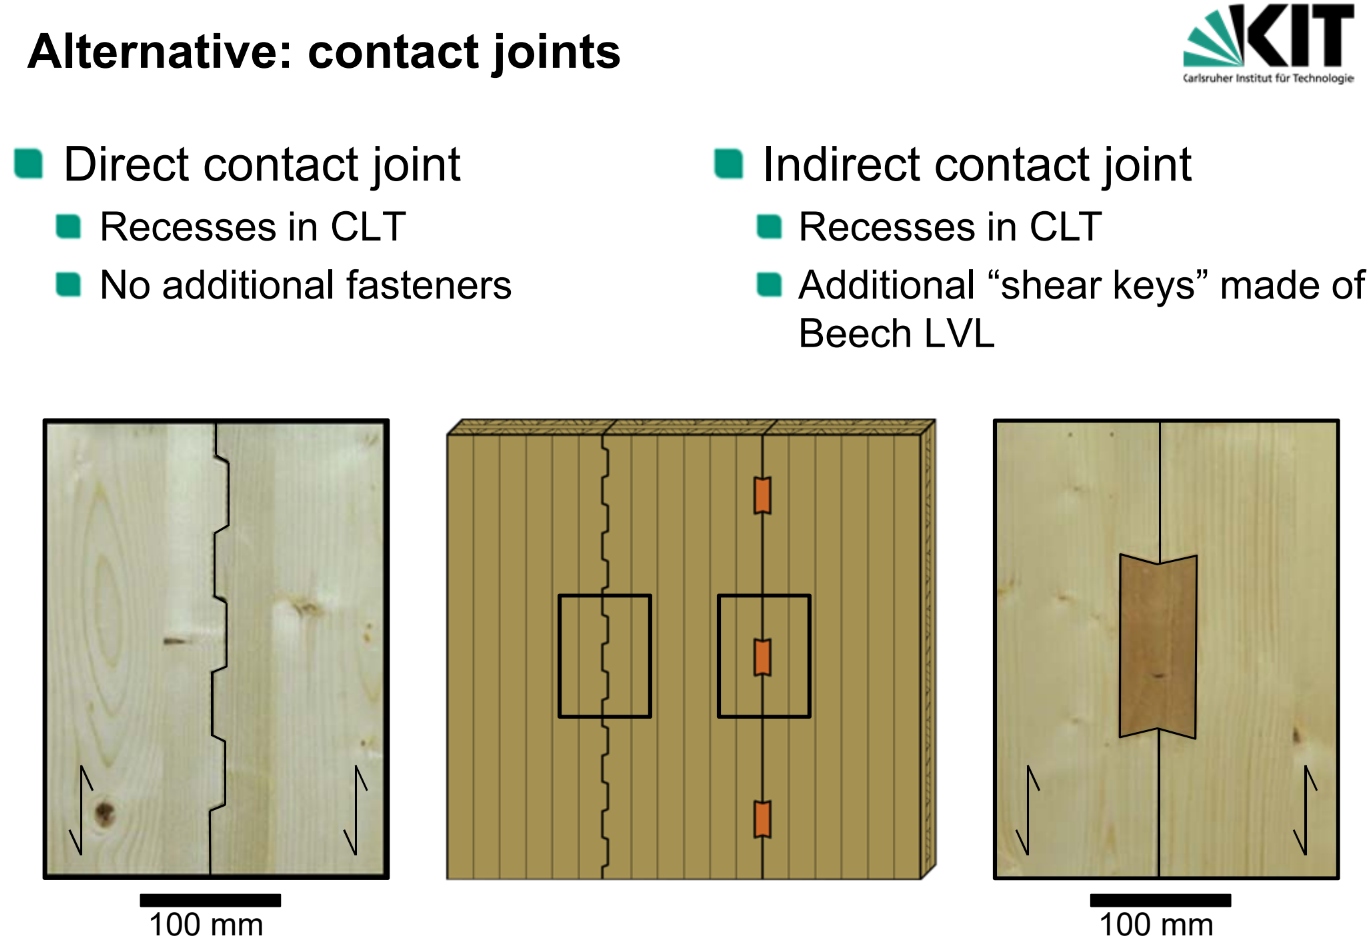 Alternative: contact joints
KIT
Karlsruher Institut für Technologie
Direct contact joint
Recesses in CLT
No additional fasteners
Indirect contact joint
Recesses in CLT
Additional “shear keys” made of
Beech LVL
100 mm
100 mm